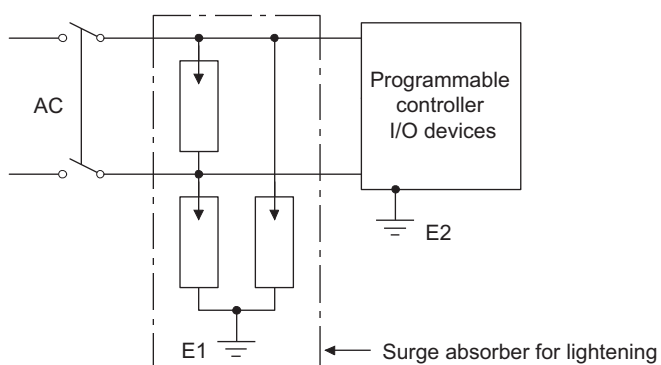 Programmable
controller
I/O devices
AC
E2
E1
Surge absorber for lightening